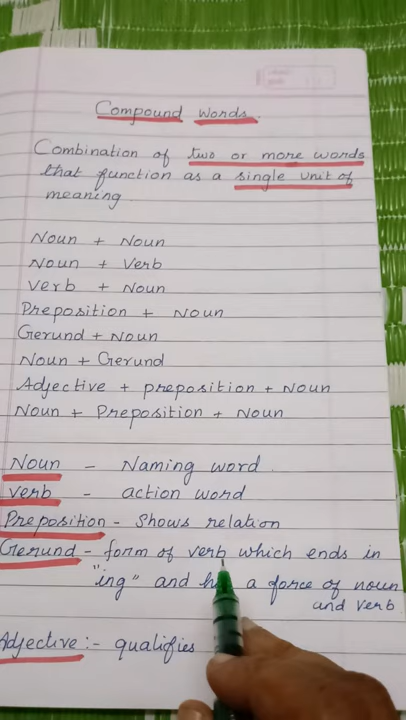 Compound words.
Combination of two or more words
that function as a single unit of
meaning
Noun + Noun
Noun + Verb
Verb + Noun
Preposition + Noun
Gerund + Noun
Noun + Gerund
Adjective + preposition + Noun
Noun + Preposition + Noun
Noun - Naming word
Verb - action word
Preposition - Shows relation
Gerund - form of verb which ends in
"ing" and a force of noun
and verb
Adjective :- qualifies